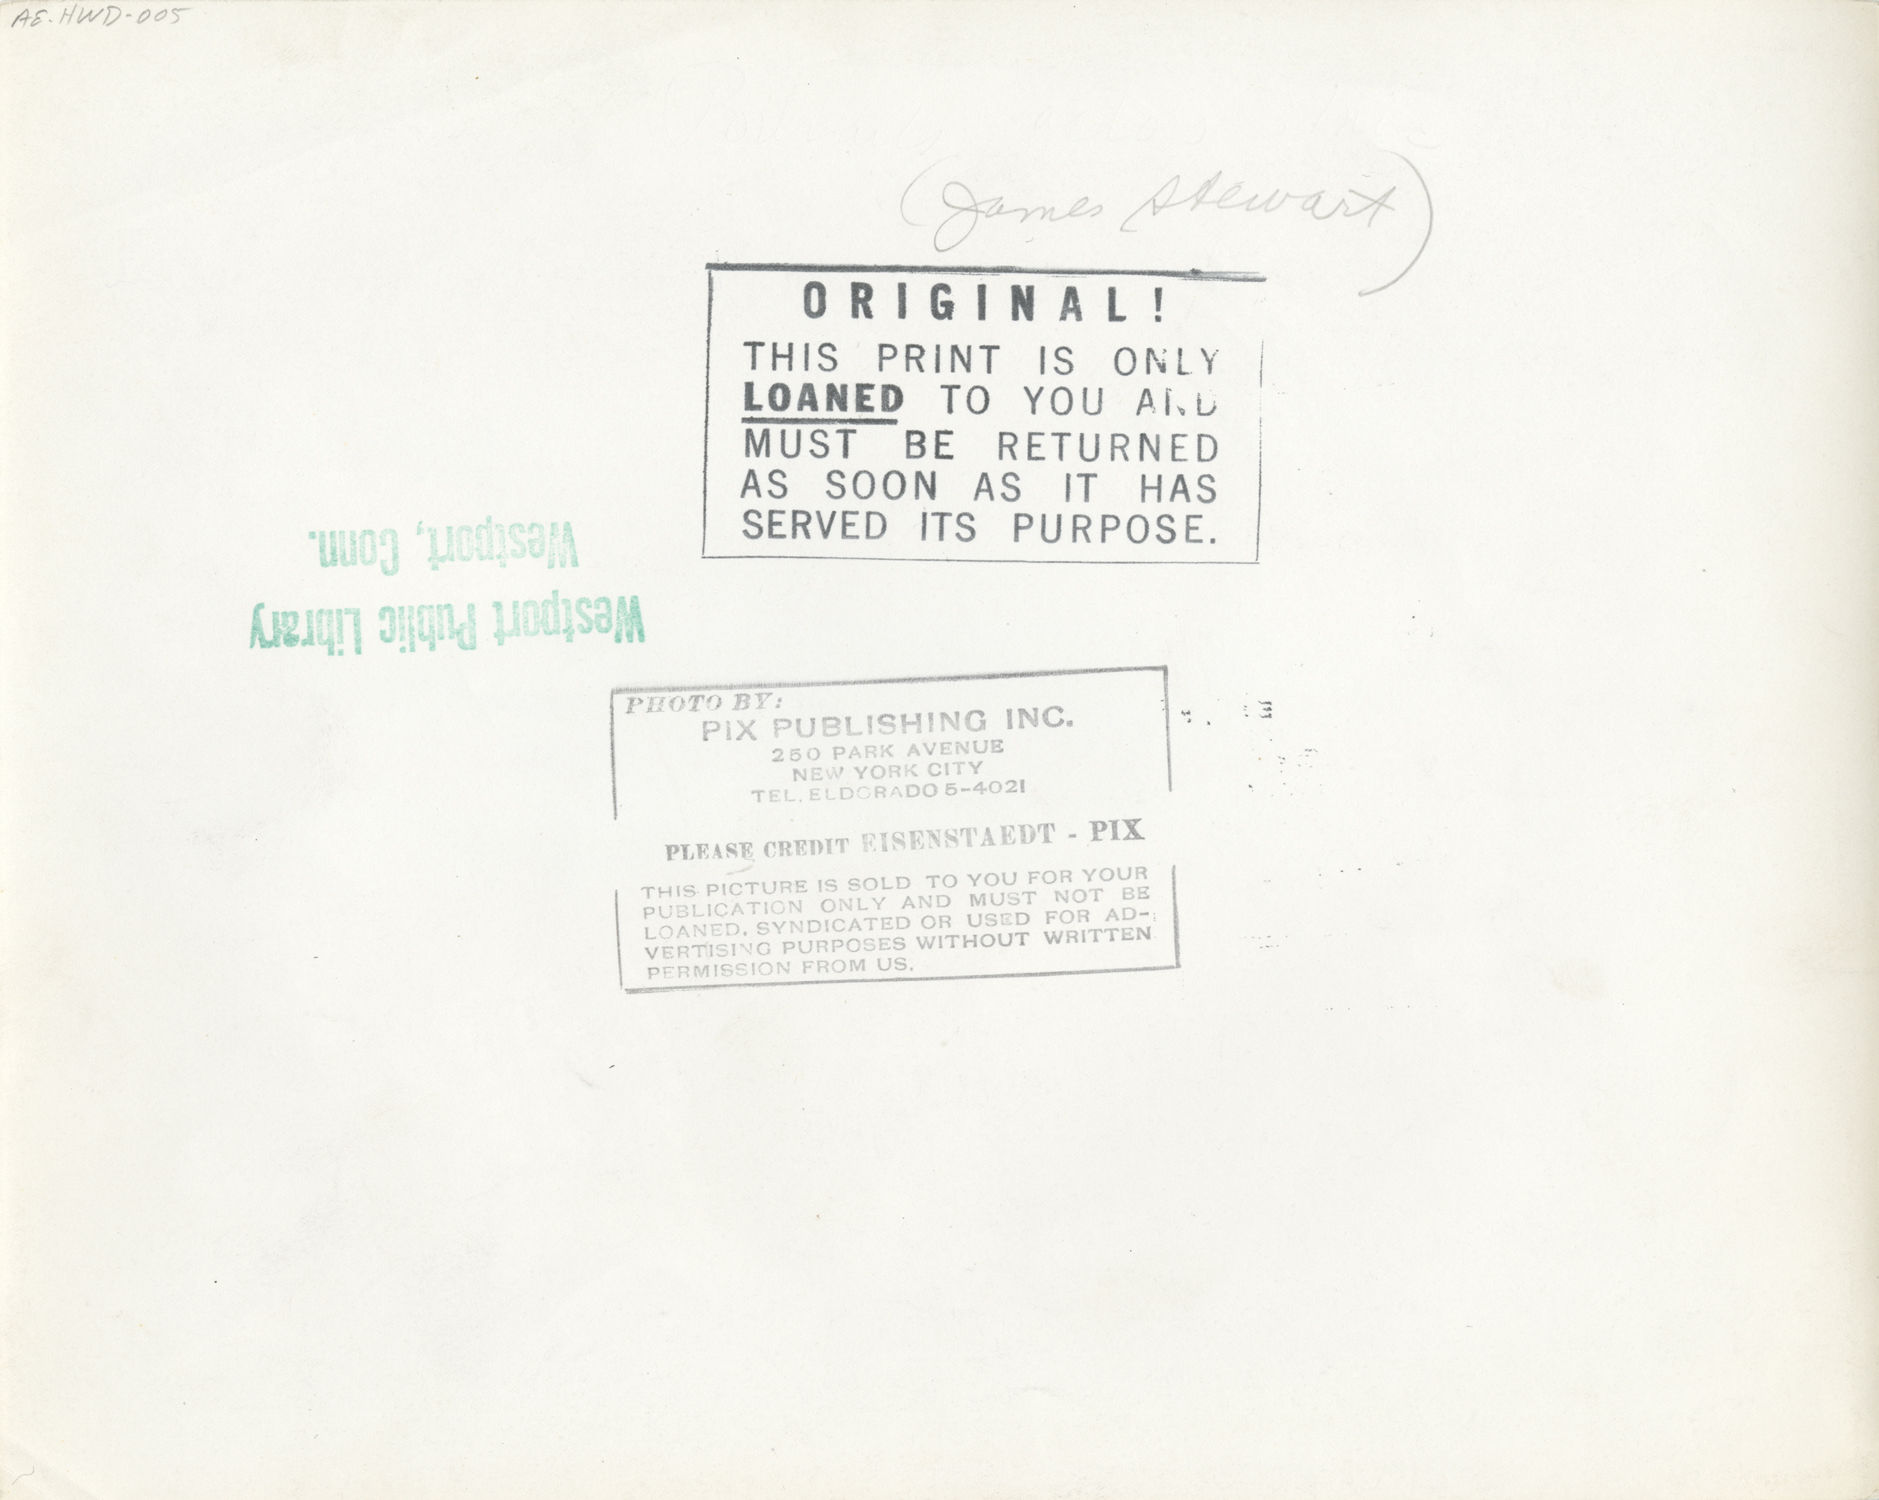 AE-HWD-005
(James Stewart)
ORIGINAL!
THIS PRINT IS ONLY
LOANED TO YOU AND
MUST BE RETURNED
AS SOON AS IT HAS
SERVED ITS PURPOSE.
Westport Public Library
Westport, Conn.
PHOTO BY:
PIX PUBLISHING INC.
250 PARK AVENUE
NEW YORK CITY
TEL. ELDORADO 5-4021
PLEASE CREDIT EISENSTAEDT - PIX
THIS PICTURE IS SOLD TO YOU FOR YOUR
PUBLICATION ONLY AND MUST NOT BE
LOANED, SYNDICATED OR USED FOR AD-
VERTISING PURPOSES WITHOUT WRITTEN
PERMISSION FROM US.